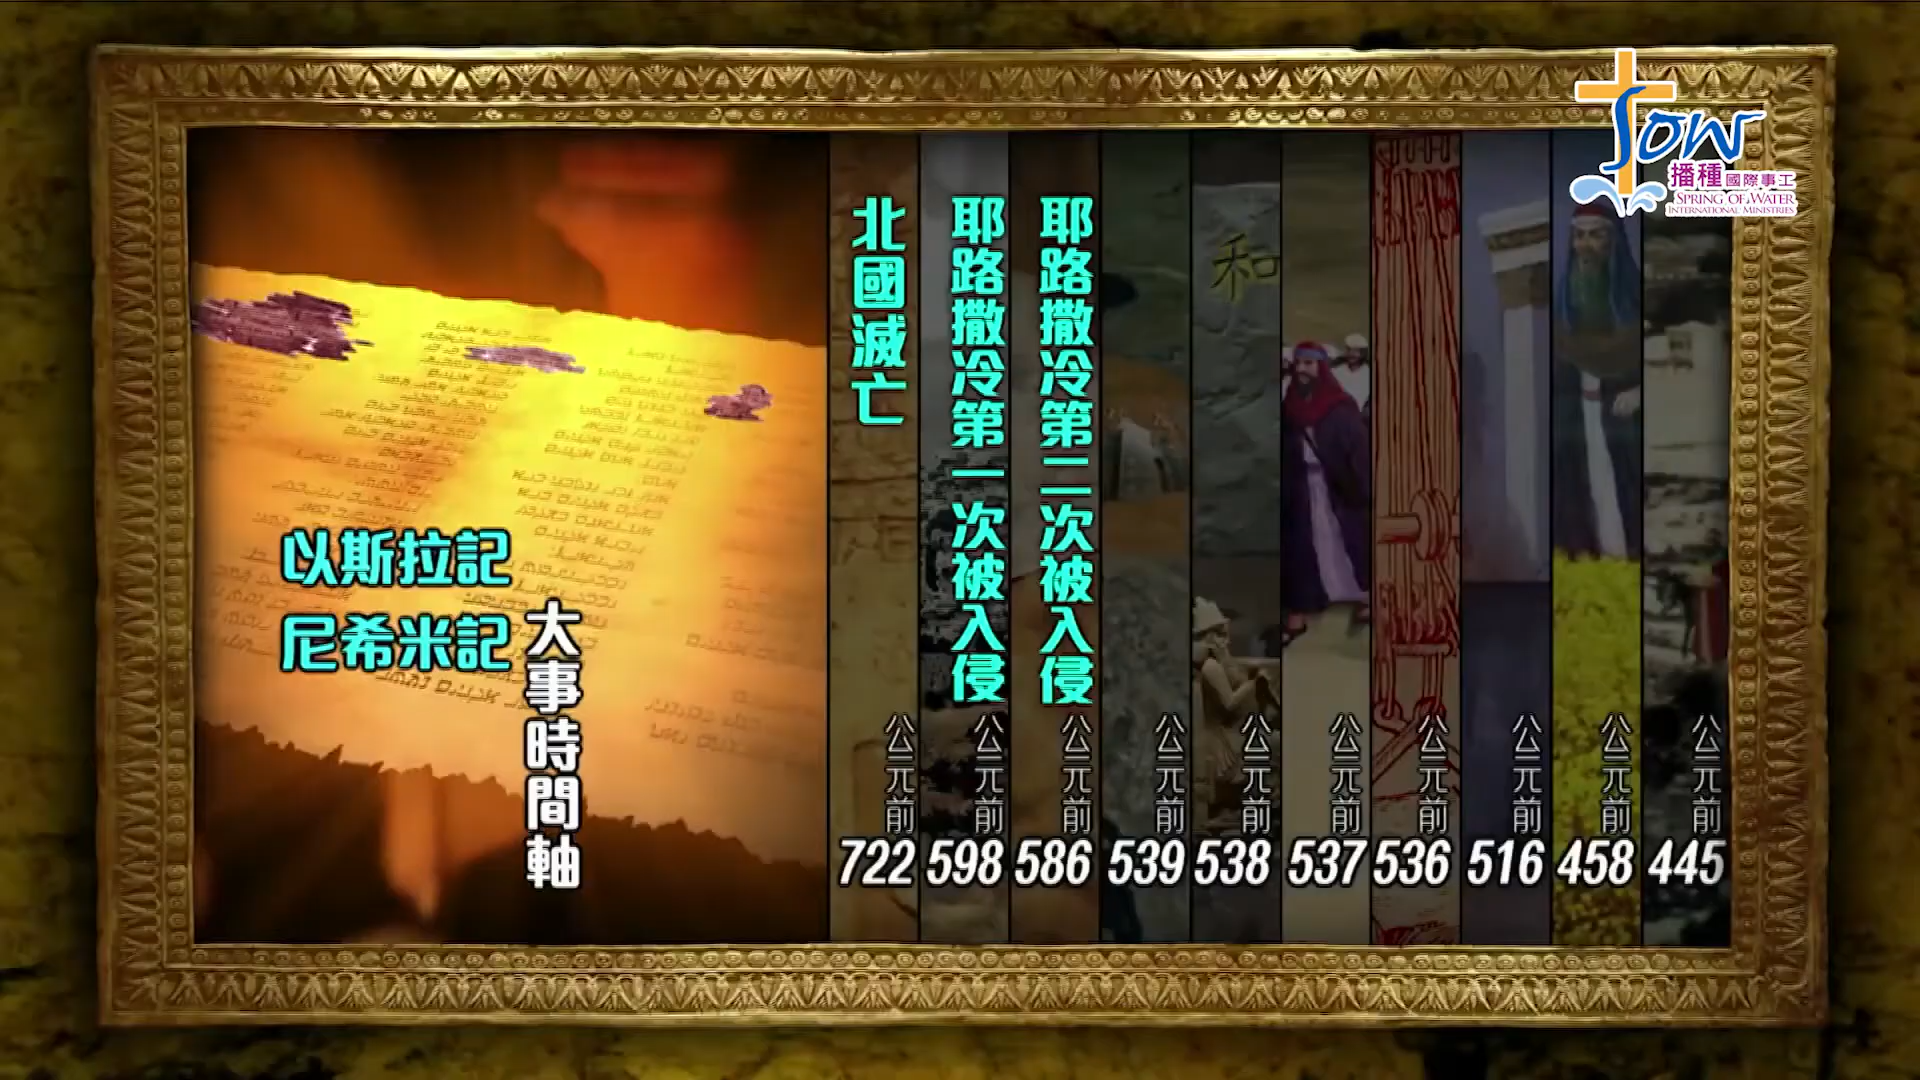 以斯拉記
尼希米記
大事時間軸
北國滅亡
公元前
722
耶路撒冷第一次被入侵
公元前
598
耶路撒冷第二次被入侵
公元前
586
公元前
539
和
公元前
538
公元前
537
公元前
536
公元前
516
公元前
458
公元前
445
SOW
播種國際事工
SPRING OF WATER
INTERNATIONAL MINISTRIES